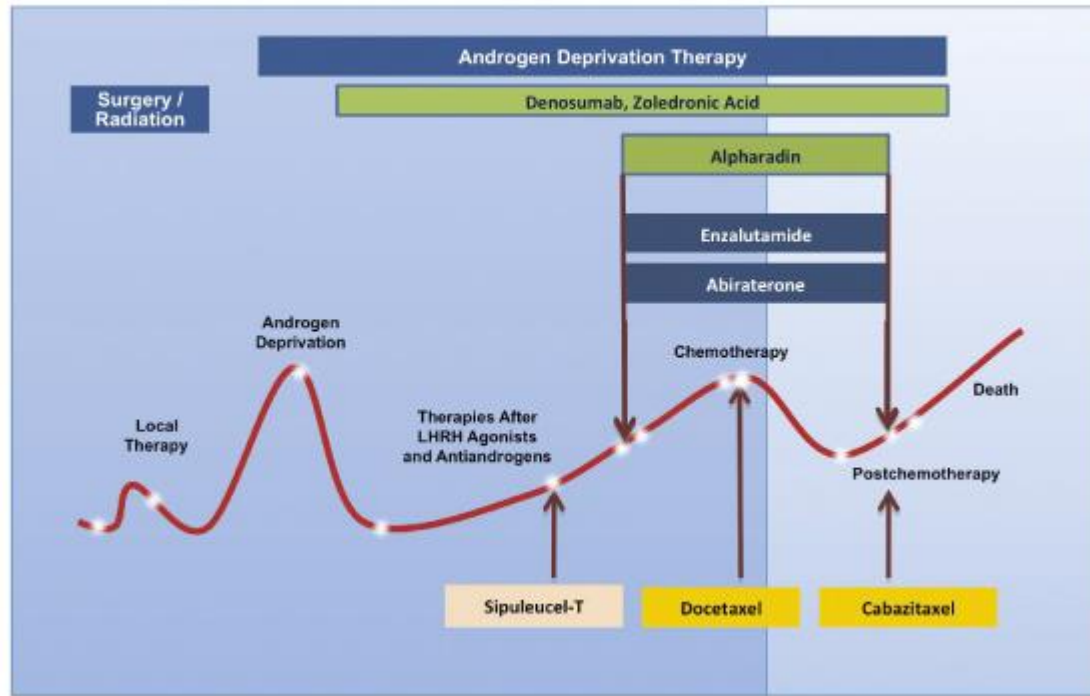 Androgen Deprivation Therapy
Surgery /
Radiation
Denosumab, Zoledronic Acid
Alpharadin
Enzalutamide
Abiraterone
Androgen
Deprivation
Chemotherapy
Local
Therapy
Therapies After
LHRH Agonists
and Antiandrogens
Death
Postchemotherapy
Sipuleucel-T
Docetaxel
Cabazitaxel